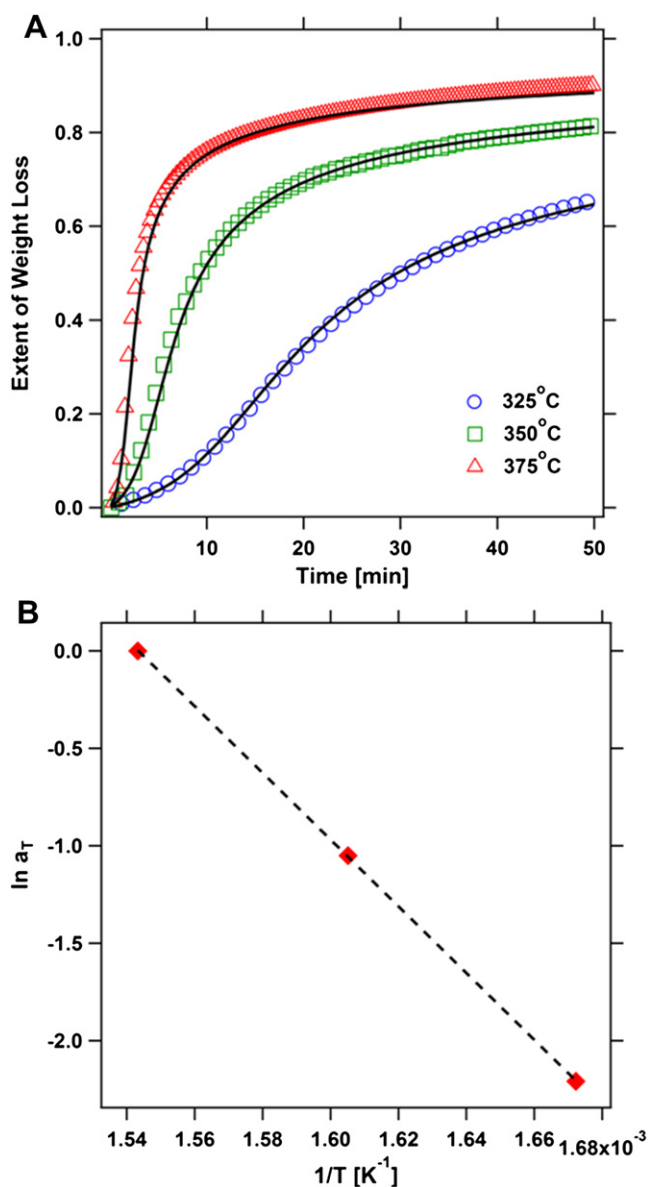 A
1.0
0.8
0.6
0.4
0.2
0.0
Extent of Weight Loss
325°C
350°C
375°C
10 20 30 40 50
Time [min]
B
0.0
-0.5
-1.0
-1.5
-2.0
ln a_T
1.54 1.56 1.58 1.60 1.62 1.64 1.66 1.68x10⁻³
1/T [K⁻¹]